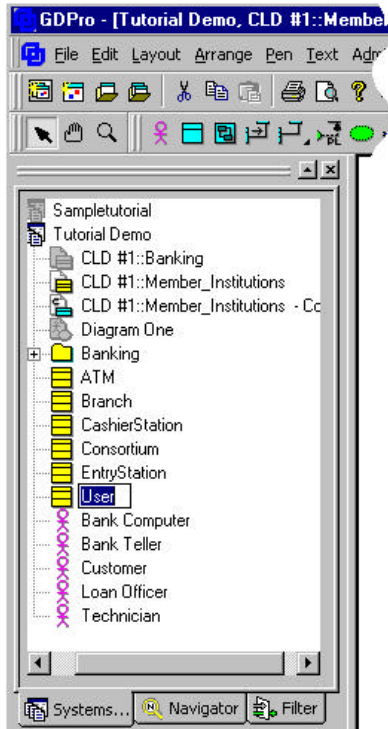 GDPro - [Tutorial Demo, CLD #1::Member
File Edit Layout Arrange Pen Text Adm
Sampletutorial
Tutorial Demo
CLD #1::Banking
CLD #1::Member_Institutions
CLD #1::Member_Institutions - Co
Diagram One
Banking
ATM
Branch
CashierStation
Consortium
EntryStation
User
Bank Computer
Bank Teller
Customer
Loan Officer
Technician
Systems... Navigator Filter